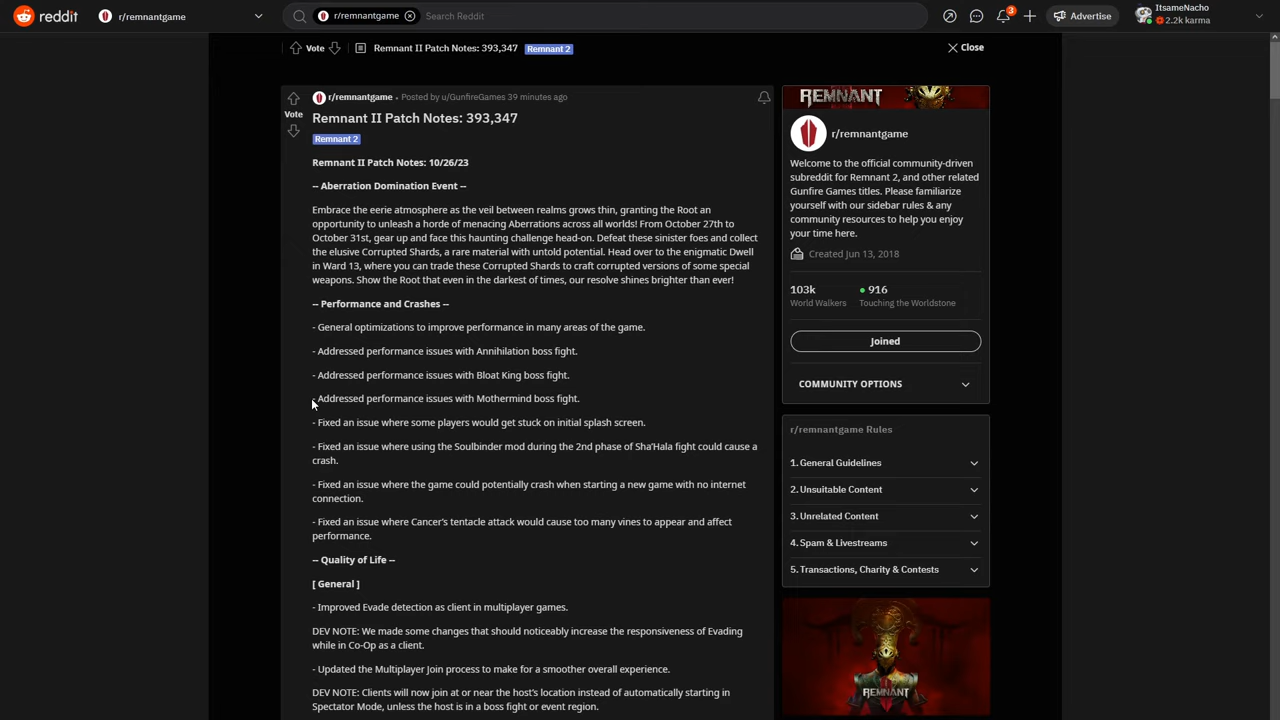 reddit
r/remnantgame
r/remnantgame
Search Reddit
3
Advertise
ItsameNacho
2.2k karma
Vote
Remnant II Patch Notes: 393,347
Remnant 2
Close
Vote
r/remnantgame • Posted by u/GunfireGames 39 minutes ago
Remnant II Patch Notes: 393,347
Remnant 2
Remnant II Patch Notes: 10/26/23
-- Aberration Domination Event --
Embrace the eerie atmosphere as the veil between realms grows thin, granting the Root an
opportunity to unleash a horde of menacing Aberrations across all worlds! From October 27th to
October 31st, gear up and face this haunting challenge head-on. Defeat these sinister foes and collect
the elusive Corrupted Shards, a rare material with untold potential. Head over to the enigmatic Dwell
in Ward 13, where you can trade these Corrupted Shards to craft corrupted versions of some special
weapons. Show the Root that even in the darkest of times, our resolve shines brighter than ever!
-- Performance and Crashes --
- General optimizations to improve performance in many areas of the game.
- Addressed performance issues with Annihilation boss fight.
- Addressed performance issues with Bloat King boss fight.
- Addressed performance issues with Mothermind boss fight.
- Fixed an issue where some players would get stuck on initial splash screen.
- Fixed an issue where using the Soulbinder mod during the 2nd phase of Sha’Hala fight could cause a
crash.
- Fixed an issue where the game could potentially crash when starting a new game with no internet
connection.
- Fixed an issue where Cancer’s tentacle attack would cause too many vines to appear and affect
performance.
-- Quality of Life --
[ General ]
- Improved Evade detection as client in multiplayer games.
DEV NOTE: We made some changes that should noticeably increase the responsiveness of Evading
while in Co-Op as a client.
- Updated the Multiplayer Join process to make for a smoother overall experience.
DEV NOTE: Clients will now join at or near the host’s location instead of automatically starting in
Spectator Mode, unless the host is in a boss fight or event region.
REMNANT
r/remnantgame
Welcome to the official community-driven
subreddit for Remnant 2, and other related
Gunfire Games titles. Please familiarize
yourself with our sidebar rules & any
community resources to help you enjoy
your time here.
Created Jun 13, 2018
103k
World Walkers
916
Touching the Worldstone
Joined
COMMUNITY OPTIONS
r/remnantgame Rules
1. General Guidelines
2. Unsuitable Content
3. Unrelated Content
4. Spam & Livestreams
5. Transactions, Charity & Contests
REMNANT